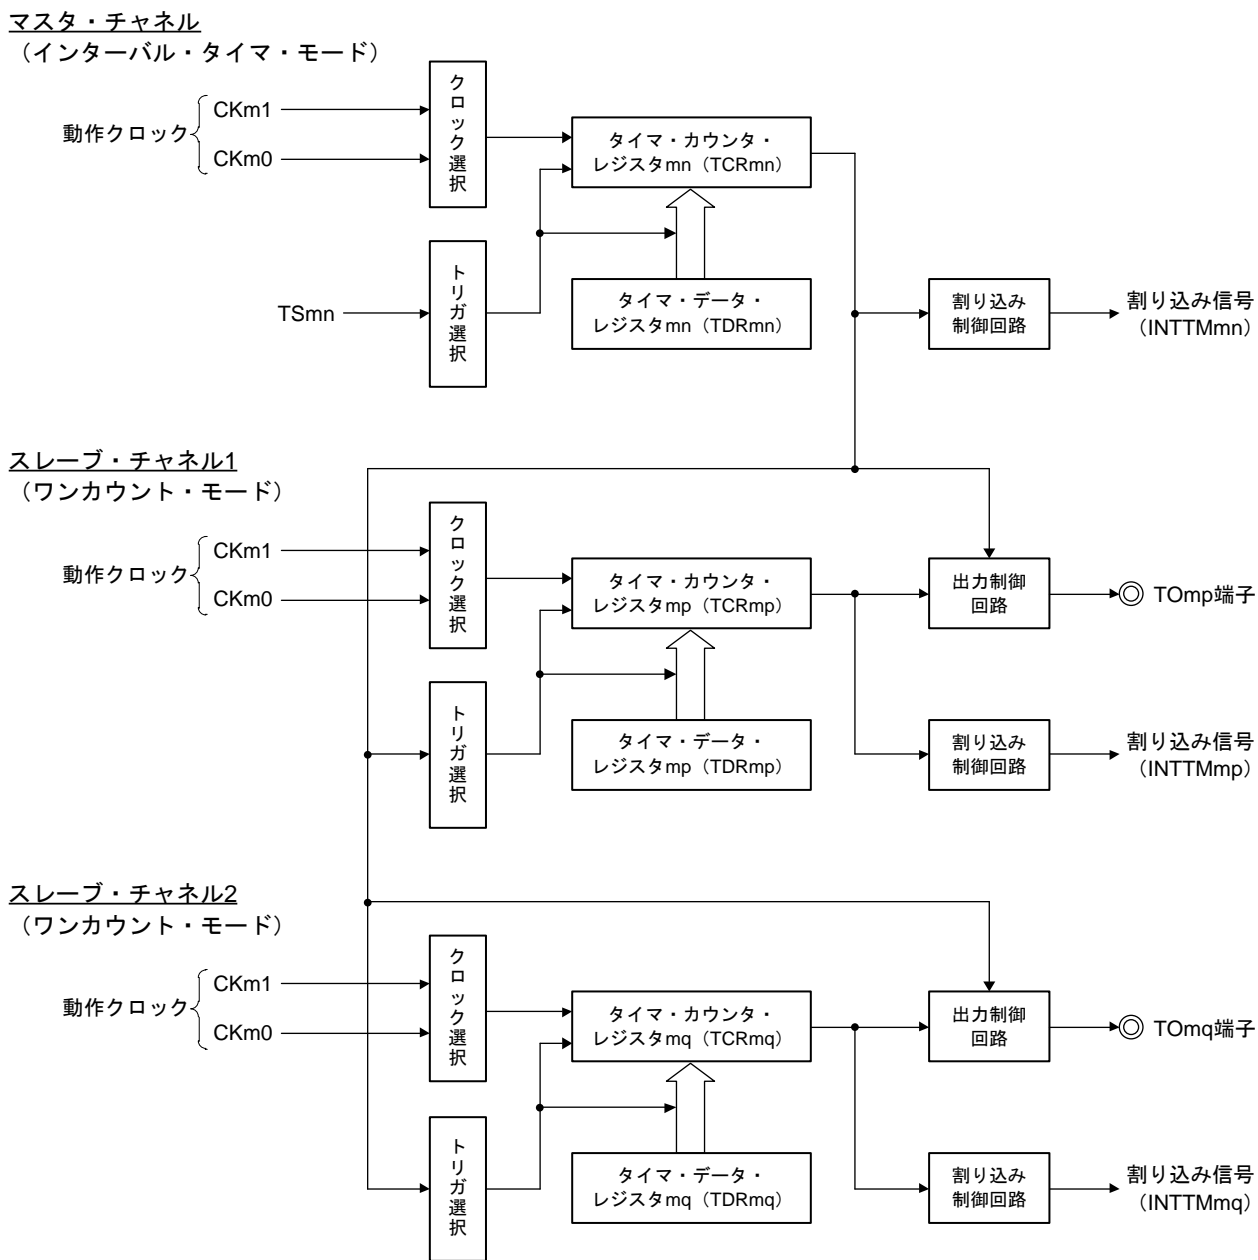 マスタ・チャネル
（インターバル・タイマ・モード）
動作クロック
CKm1
CKm0
クロック選択
タイマ・カウンタ・
レジスタmn（TCRmn）
TSmn
トリガ選択
タイマ・データ・
レジスタmn（TDRmn）
割り込み
制御回路
割り込み信号
（INTTMmn）
スレーブ・チャネル1
（ワンカウント・モード）
動作クロック
CKm1
CKm0
クロック選択
タイマ・カウンタ・
レジスタmp（TCRmp）
出力制御
回路
TOmp端子
トリガ選択
タイマ・データ・
レジスタmp（TDRmp）
割り込み
制御回路
割り込み信号
（INTTMmp）
スレーブ・チャネル2
（ワンカウント・モード）
動作クロック
CKm1
CKm0
クロック選択
タイマ・カウンタ・
レジスタmq（TCRmq）
出力制御
回路
TOmq端子
トリガ選択
タイマ・データ・
レジスタmq（TDRmq）
割り込み
制御回路
割り込み信号
（INTTMmq）